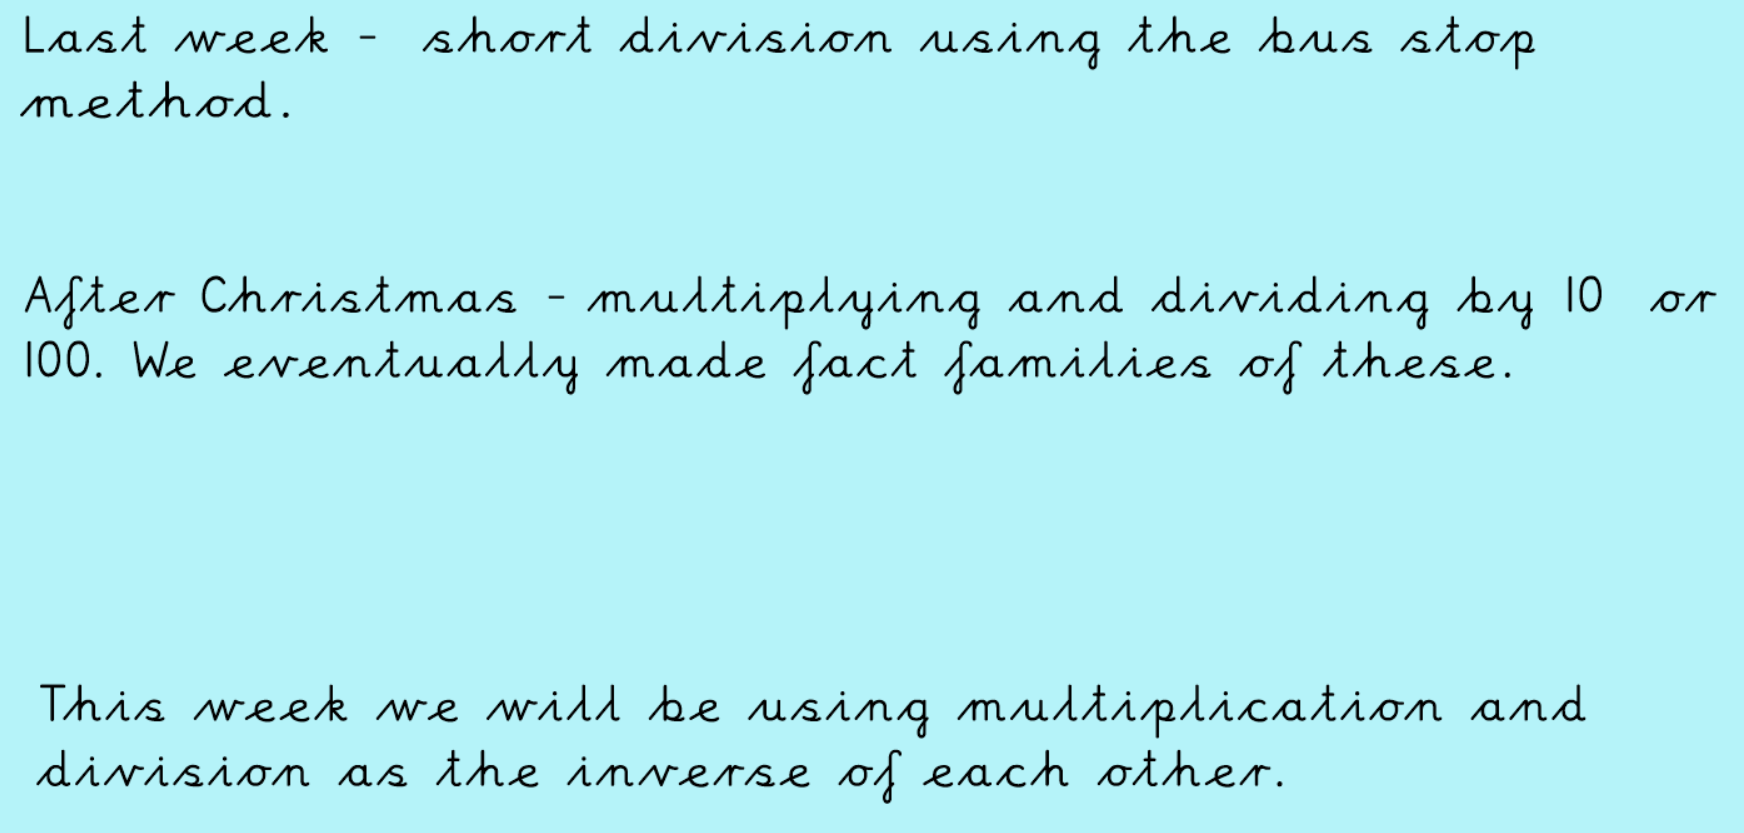 Last week - short division using the bus stop
method.
After Christmas - multiplying and dividing by 10 or
100. We eventually made fact families of these.
This week we will be using multiplication and
division as the inverse of each other.